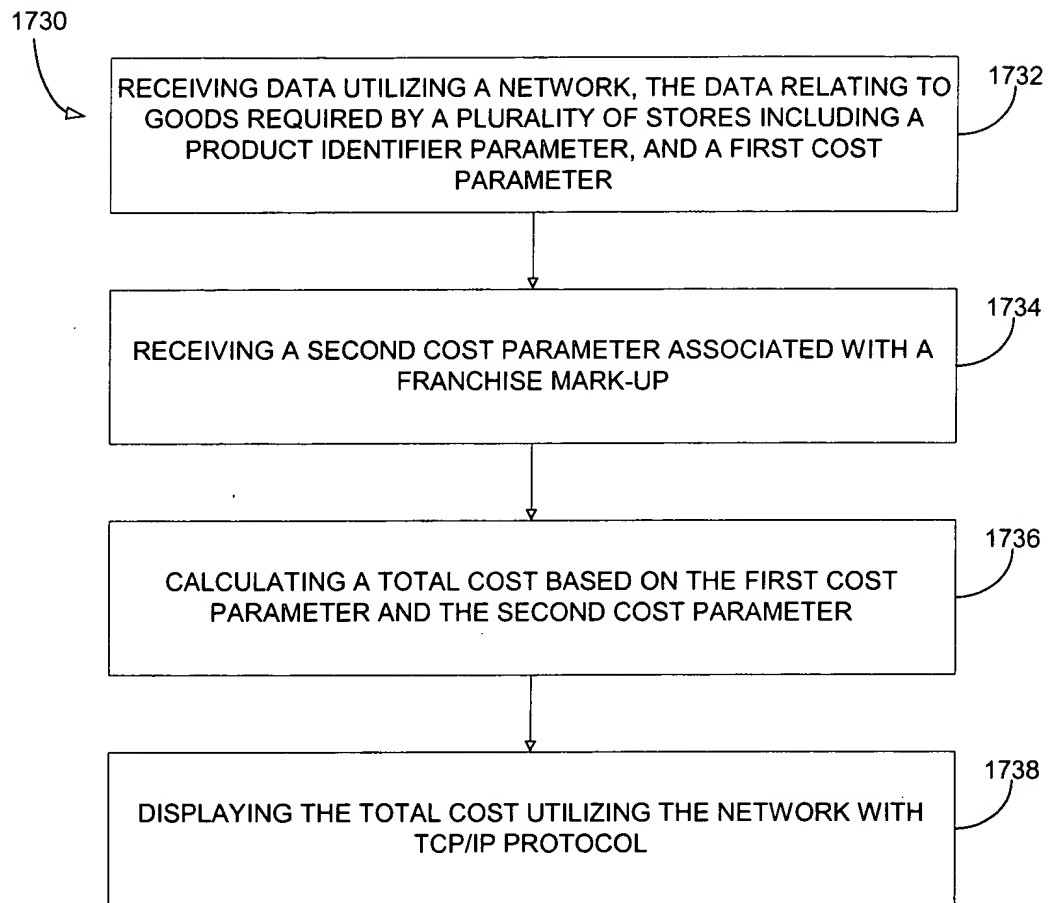 1730
1732
RECEIVING DATA UTILIZING A NETWORK, THE DATA RELATING TO
GOODS REQUIRED BY A PLURALITY OF STORES INCLUDING A
PRODUCT IDENTIFIER PARAMETER, AND A FIRST COST
PARAMETER
1734
RECEIVING A SECOND COST PARAMETER ASSOCIATED WITH A
FRANCHISE MARK-UP
1736
CALCULATING A TOTAL COST BASED ON THE FIRST COST
PARAMETER AND THE SECOND COST PARAMETER
1738
DISPLAYING THE TOTAL COST UTILIZING THE NETWORK WITH
TCP/IP PROTOCOL